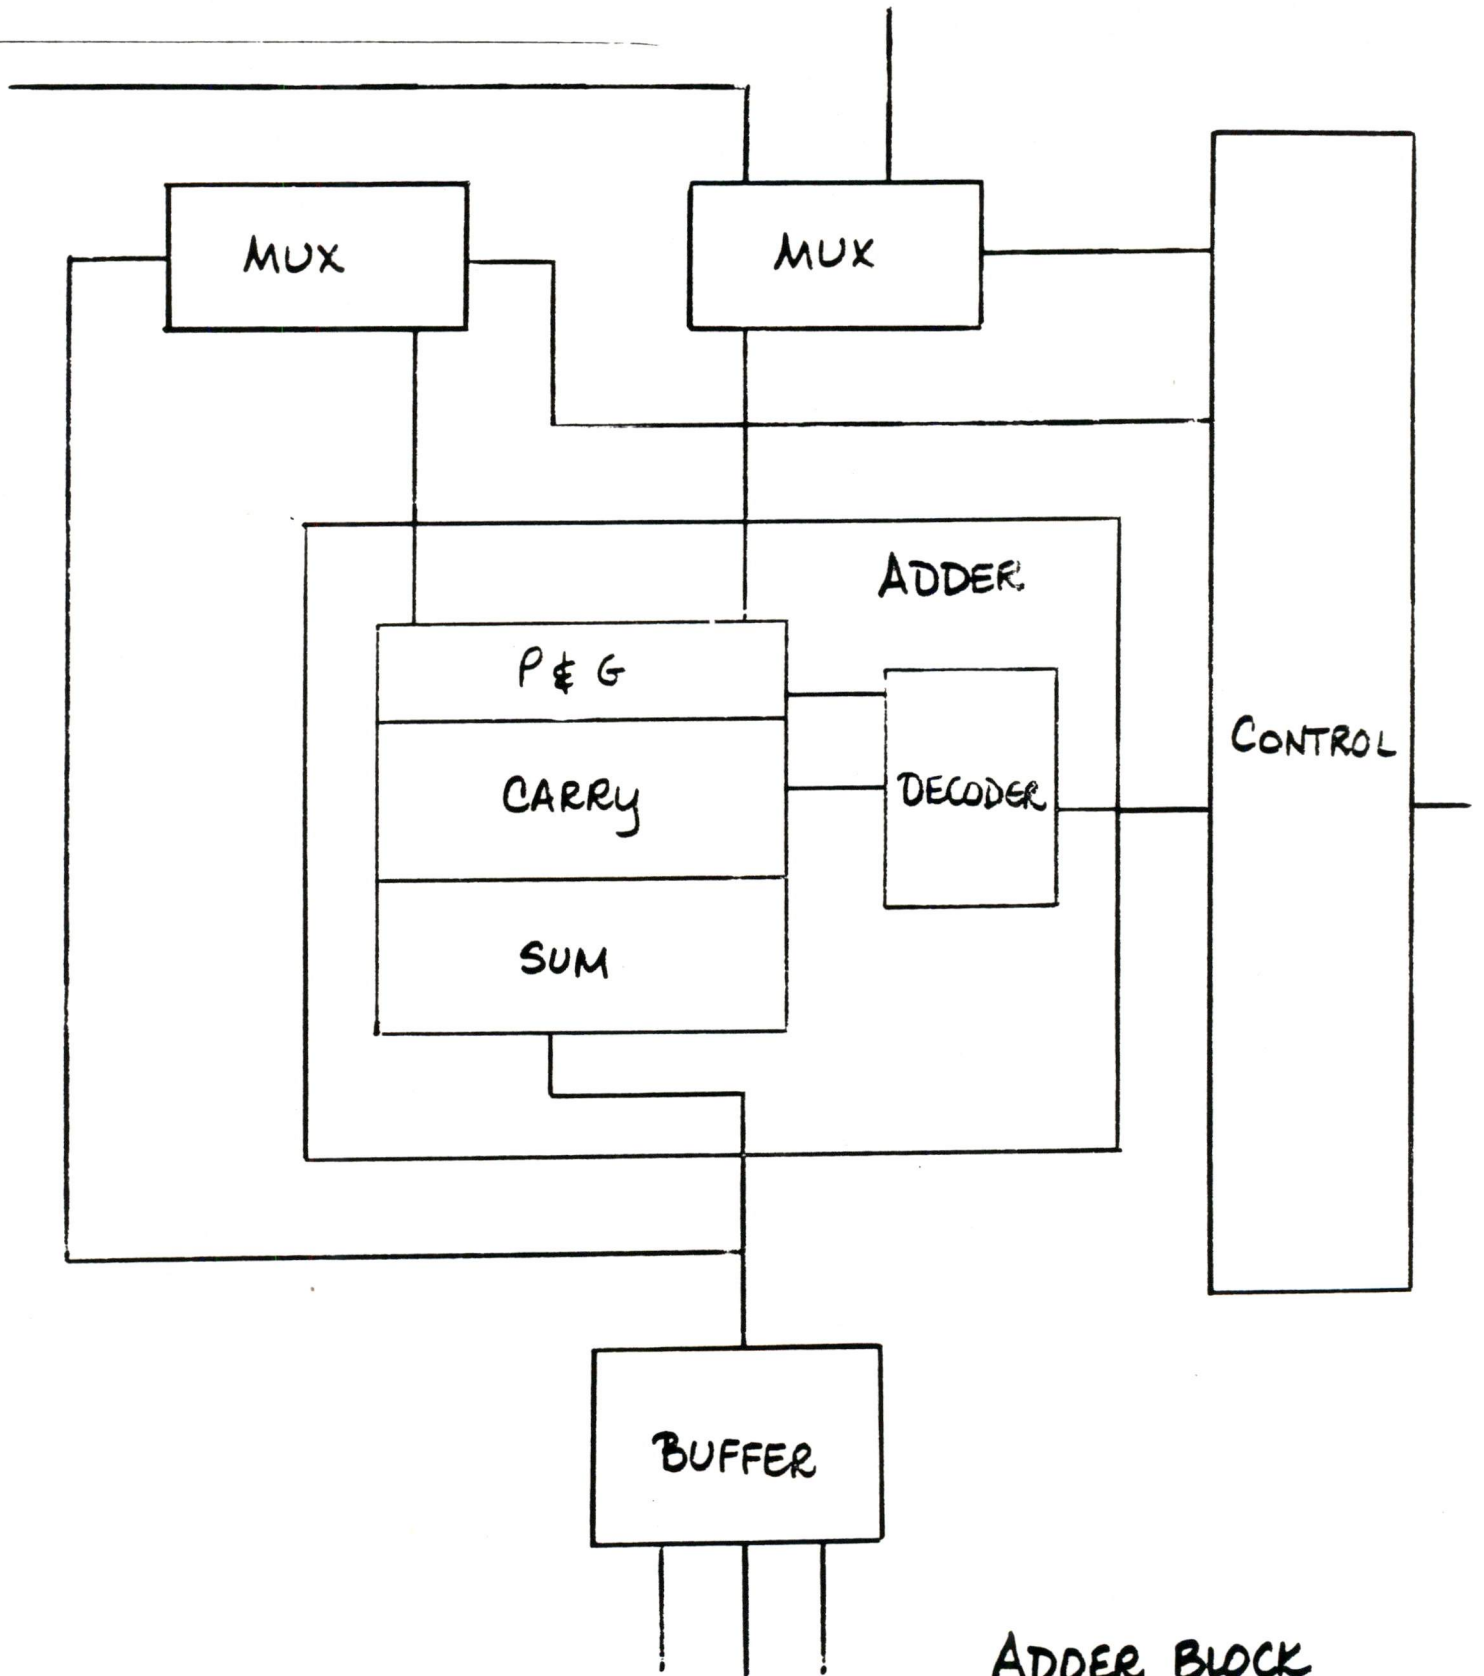 MUX
MUX
ADDER
P & G
CARRY
DECODER
CONTROL
SUM
BUFFER
ADDER BLOCK